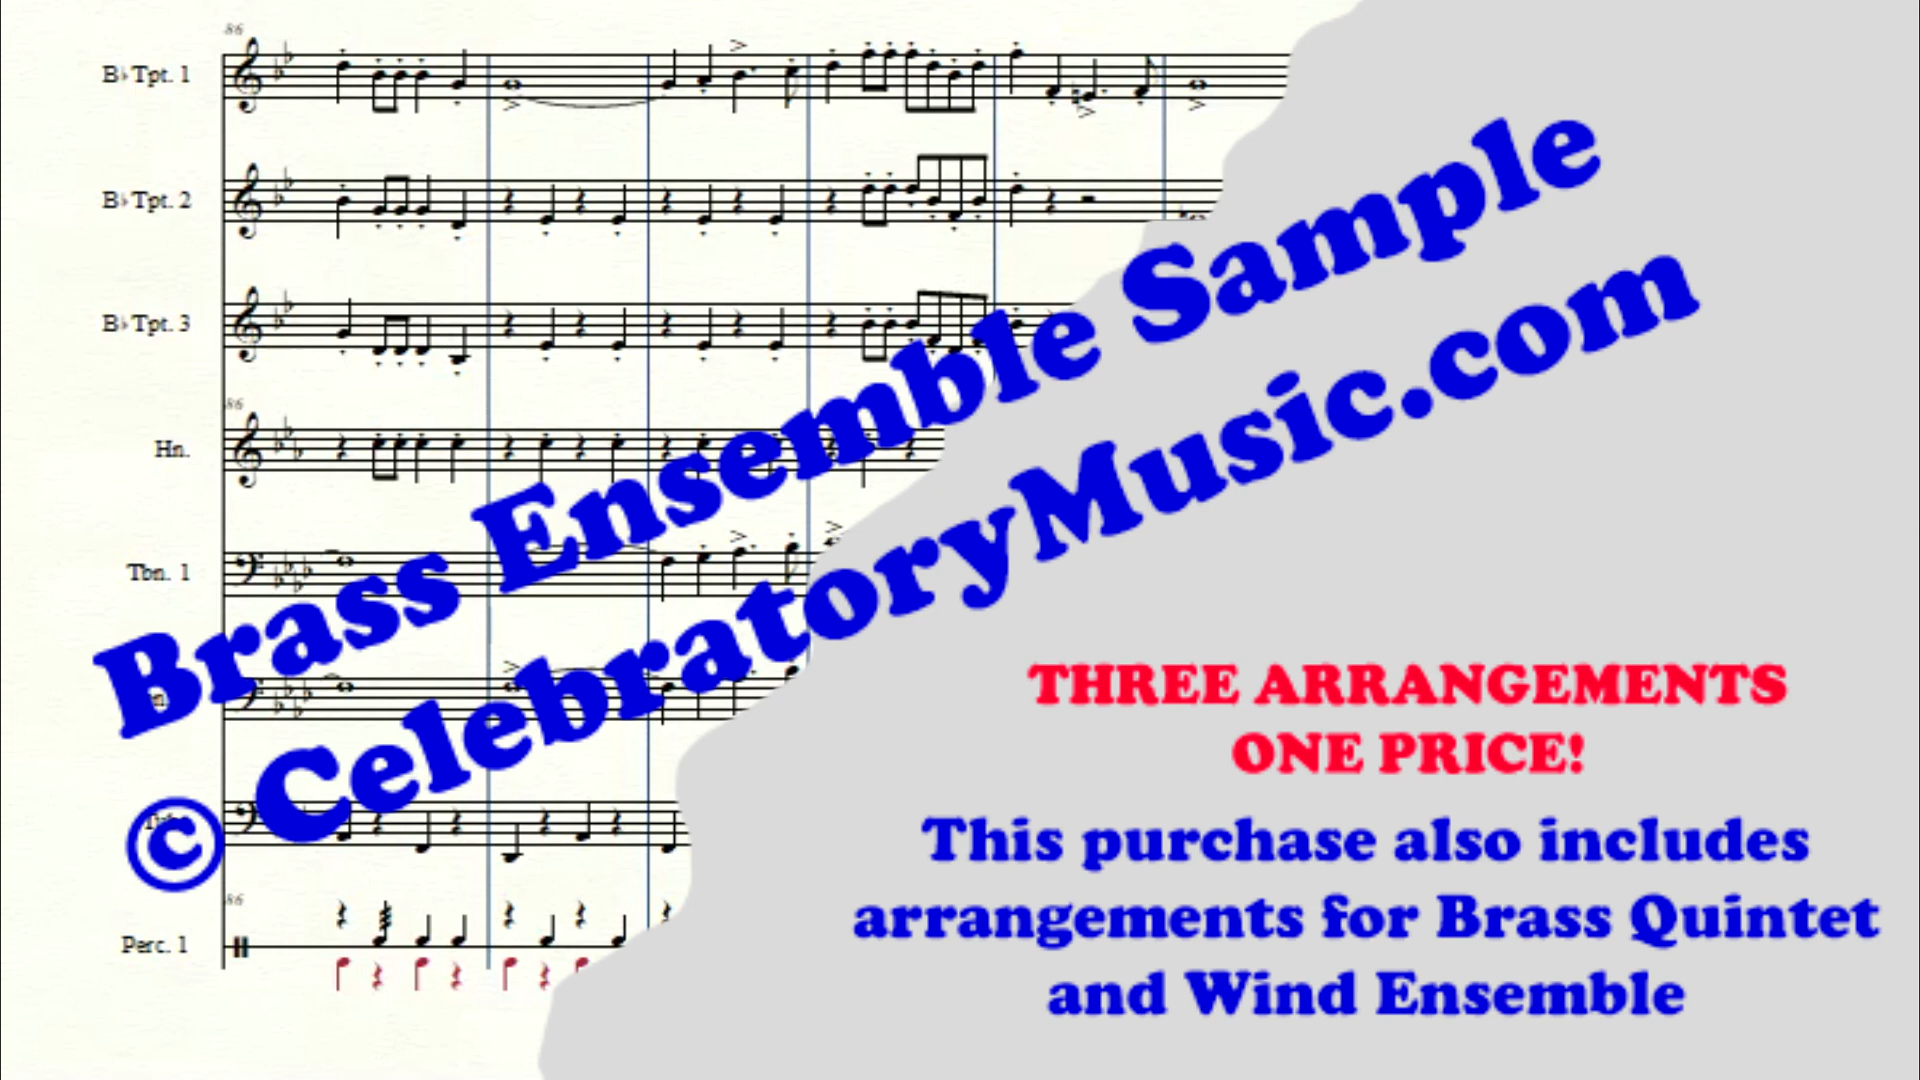 86
B♭ Tpt. 1
B♭ Tpt. 2
B♭ Tpt. 3
86
Hn.
Tbn. 1
86
Perc. 1
Brass Ensemble Sample
© CelebratoryMusic.com
THREE ARRANGEMENTS
ONE PRICE!
This purchase also includes
arrangements for Brass Quintet
and Wind Ensemble